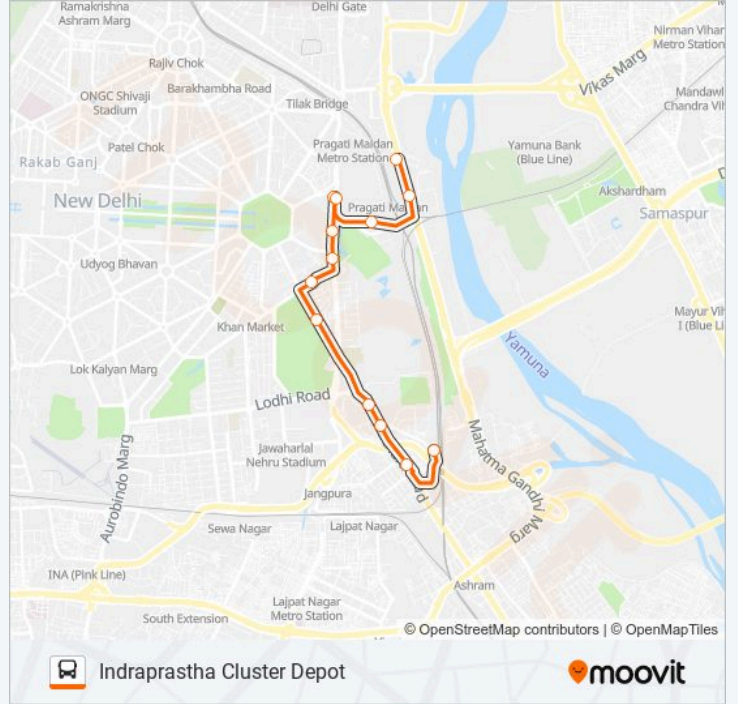 Ramakrishna
Ashram Marg
Delhi Gate
Nirman Vihar
Metro Station
Rajiv Chok
Vikas Marg
ONGC Shivaji
Stadium
Barakhambha Road
Tilak Bridge
Mandawl
Chandra Vih
Patel Chok
Pragati Maidan
Metro Station
Yamuna Bank
(Blue Line)
Rakab Ganj
New Delhi
Pragati Maidan
Akshardham
Samaspur
Udyog Bhavan
Khan Market
Mayur Vih
I (Blue Li
Yamuna
Lok Kalyan Marg
Lodhi Road
Aurobindo Marg
Jawaharlal
Nehru Stadium
Mahatma Gandhi Marg
Jangpura
Sewa Nagar
Lajpat Nagar
Marg
INA (Pink Line)
Ashram
Lajpat Nagar
Metro Station
South Extension
© OpenStreetMap contributors | © OpenMapTiles
Indraprastha Cluster Depot
moovit